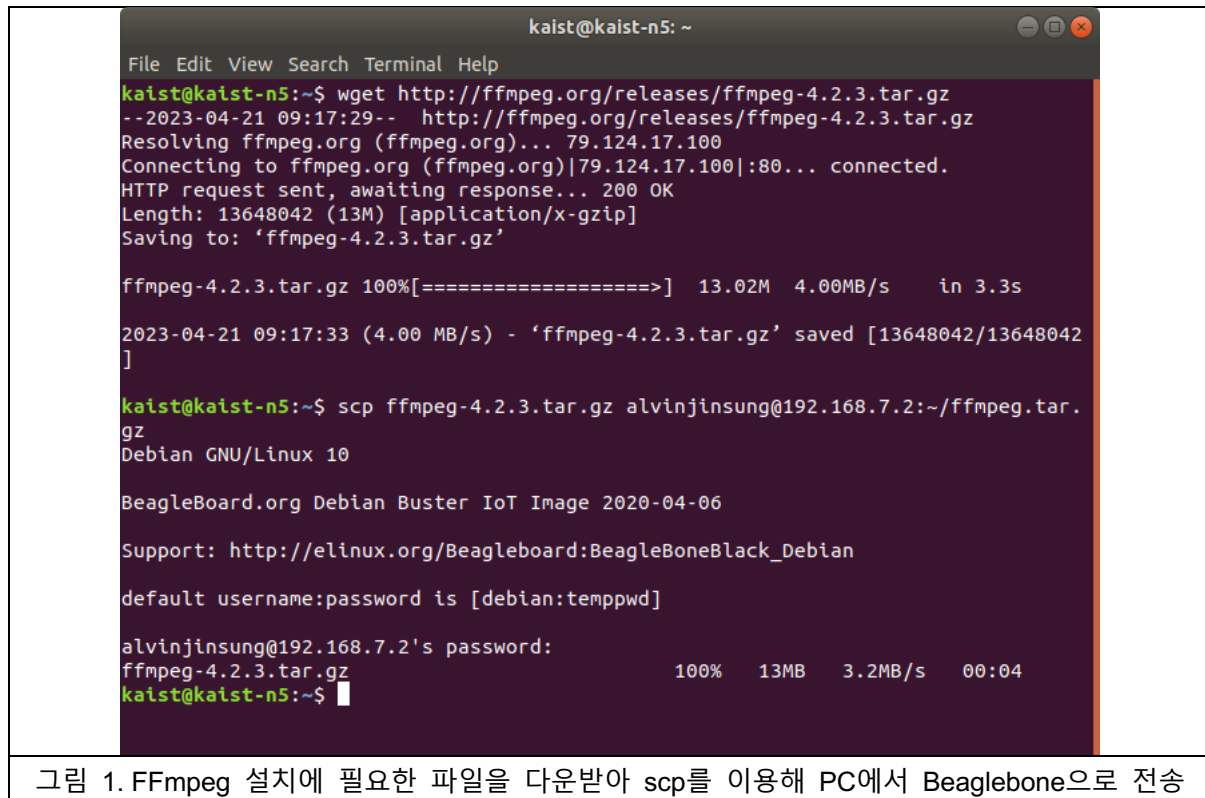 kaist@kaist-n5: ~
File Edit View Search Terminal Help
kaist@kaist-n5:~$ wget http://ffmpeg.org/releases/ffmpeg-4.2.3.tar.gz
--2023-04-21 09:17:29--  http://ffmpeg.org/releases/ffmpeg-4.2.3.tar.gz
Resolving ffmpeg.org (ffmpeg.org)... 79.124.17.100
Connecting to ffmpeg.org (ffmpeg.org)|79.124.17.100|:80... connected.
HTTP request sent, awaiting response... 200 OK
Length: 13648042 (13M) [application/x-gzip]
Saving to: ‘ffmpeg-4.2.3.tar.gz’
ffmpeg-4.2.3.tar.gz 100%[===================>]  13.02M  4.00MB/s    in 3.3s
2023-04-21 09:17:33 (4.00 MB/s) - ‘ffmpeg-4.2.3.tar.gz’ saved [13648042/13648042
]
kaist@kaist-n5:~$ scp ffmpeg-4.2.3.tar.gz alvinjinsung@192.168.7.2:~/ffmpeg.tar.
gz
Debian GNU/Linux 10
BeagleBoard.org Debian Buster IoT Image 2020-04-06
Support: http://elinux.org/Beagleboard:BeagleBoneBlack_Debian
default username:password is [debian:temppwd]
alvinjinsung@192.168.7.2's password:
ffmpeg-4.2.3.tar.gz                           100%   13MB   3.2MB/s   00:04
kaist@kaist-n5:~$
그림 1. FFmpeg 설치에 필요한 파일을 다운받아 scp를 이용해 PC에서 Beaglebone으로 전송